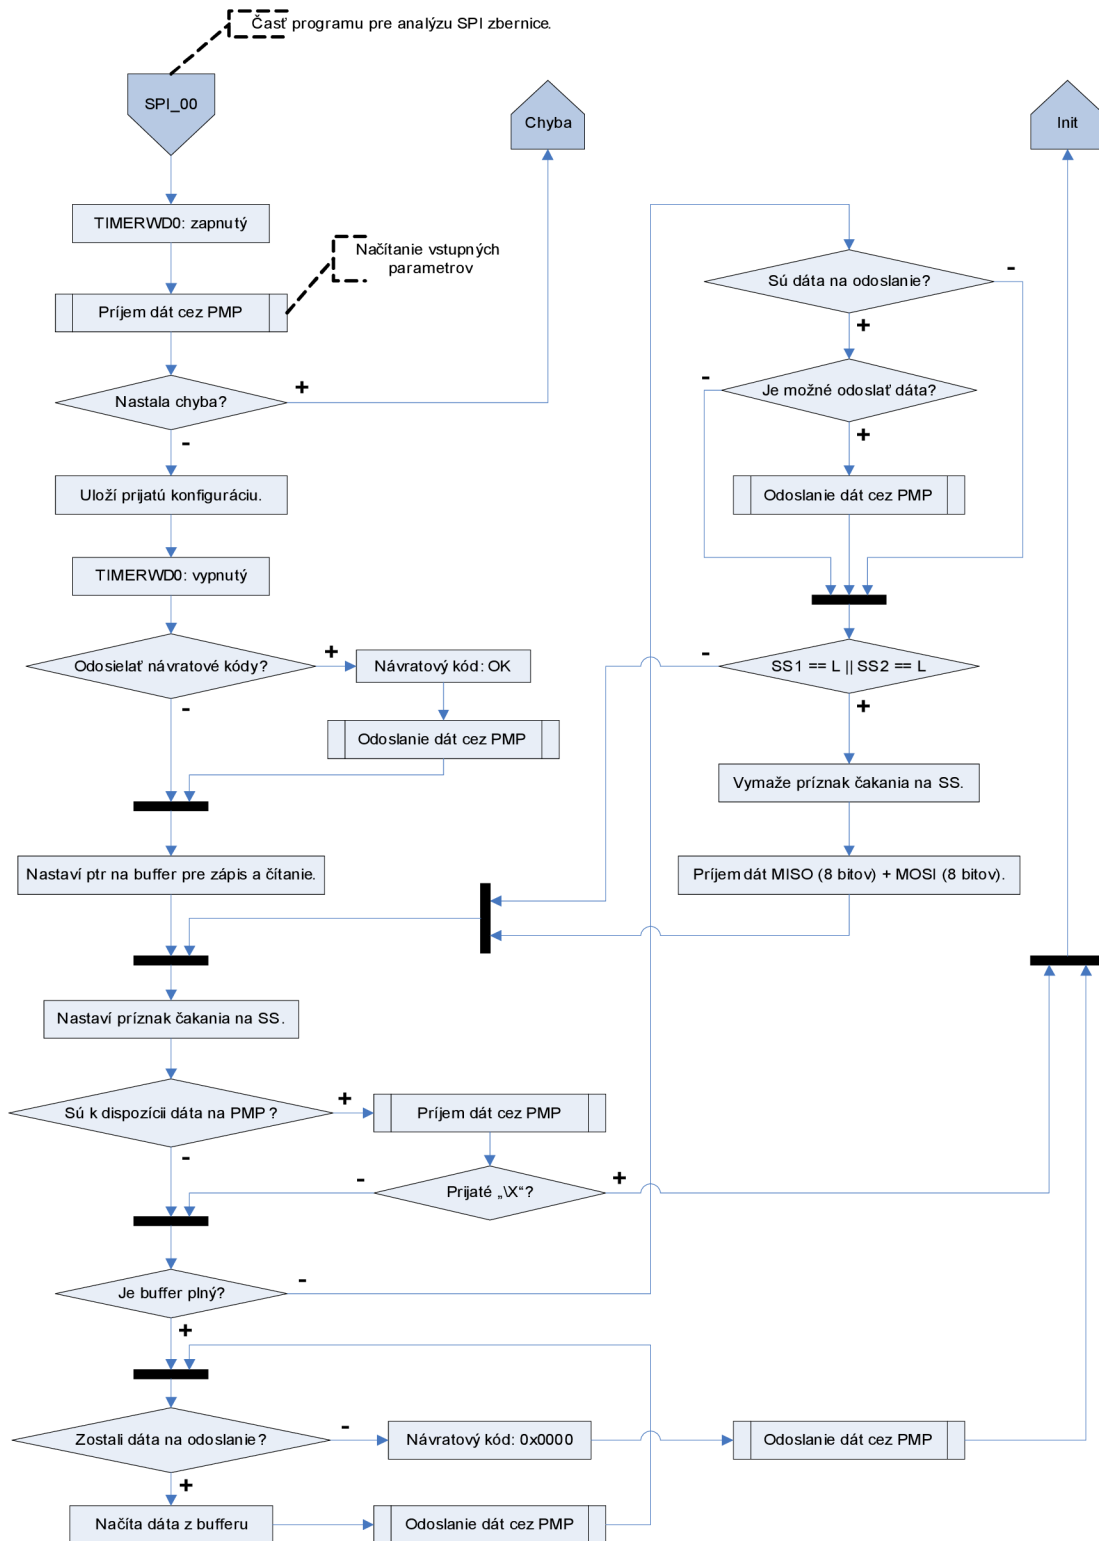 Časť programu pre analýzu SPI zbernice.
SPI_00
Chyba
Init
TIMERWD0: zapnutý
Načítanie vstupných
parametrov
Príjem dát cez PMP
Nastala chyba?
+
-
Uloží prijatú konfiguráciu.
TIMERWD0: vypnutý
Odosielať návratové kódy?
+
-
Návratový kód: OK
Odoslanie dát cez PMP
Nastaví ptr na buffer pre zápis a čítanie.
Nastaví príznak čakania na SS.
Sú k dispozícii dáta na PMP?
+
-
Príjem dát cez PMP
Prijaté „\X“?
-
+
Je buffer plný?
-
+
Sú dáta na odoslanie?
-
+
Je možné odoslať dáta?
-
+
Odoslanie dát cez PMP
SS1 == L || SS2 == L
-
+
Vymaže príznak čakania na SS.
Príjem dát MISO (8 bitov) + MOSI (8 bitov).
Zostali dáta na odoslanie?
-
+
Návratový kód: 0x0000
Odoslanie dát cez PMP
Načíta dáta z bufferu
Odoslanie dát cez PMP